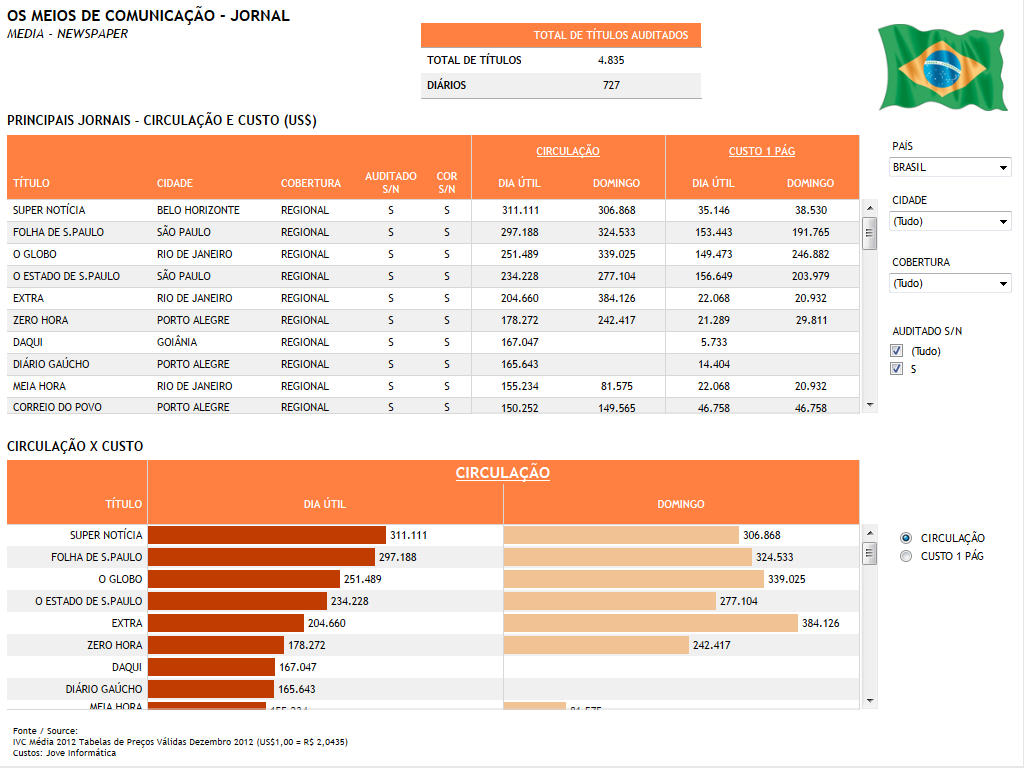 OS MEIOS DE COMUNICAÇÃO - JORNAL
MEDIA - NEWSPAPER
TOTAL DE TÍTULOS AUDITADOS
TOTAL DE TÍTULOS 4.835
DIÁRIOS 727
PRINCIPAIS JORNAIS - CIRCULAÇÃO E CUSTO (US$)
CIRCULAÇÃO CUSTO 1 PÁG
TÍTULO CIDADE COBERTURA AUDITADO S/N COR S/N DIA ÚTIL DOMINGO DIA ÚTIL DOMINGO
SUPER NOTÍCIA BELO HORIZONTE REGIONAL S S 311.111 306.868 35.146 38.530
FOLHA DE S.PAULO SÃO PAULO REGIONAL S S 297.188 324.533 153.443 191.765
O GLOBO RIO DE JANEIRO REGIONAL S S 251.489 339.025 149.473 246.882
O ESTADO DE S.PAULO SÃO PAULO REGIONAL S S 234.228 277.104 156.649 203.979
EXTRA RIO DE JANEIRO REGIONAL S S 204.660 384.126 22.068 20.932
ZERO HORA PORTO ALEGRE REGIONAL S S 178.272 242.417 21.289 29.811
DAQUI GOIÂNIA REGIONAL S S 167.047 5.733
DIÁRIO GAÚCHO PORTO ALEGRE REGIONAL S S 165.643 14.404
MEIA HORA RIO DE JANEIRO REGIONAL S S 155.234 81.575 22.068 20.932
CORREIO DO POVO PORTO ALEGRE REGIONAL S S 150.252 149.565 46.758 46.758
PAÍS
BRASIL
CIDADE
(Tudo)
COBERTURA
(Tudo)
AUDITADO S/N
(Tudo)
S
CIRCULAÇÃO X CUSTO
CIRCULAÇÃO
TÍTULO DIA ÚTIL DOMINGO
SUPER NOTÍCIA 311.111 306.868
FOLHA DE S.PAULO 297.188 324.533
O GLOBO 251.489 339.025
O ESTADO DE S.PAULO 234.228 277.104
EXTRA 204.660 384.126
ZERO HORA 178.272 242.417
DAQUI 167.047
DIÁRIO GAÚCHO 165.643
MEIA HORA 155.234 81.575
CIRCULAÇÃO
CUSTO 1 PÁG
Fonte / Source:
IVC Média 2012 Tabelas de Preços Válidas Dezembro 2012 (US$1,00 = R$ 2,0435)
Custos: Jove Informática